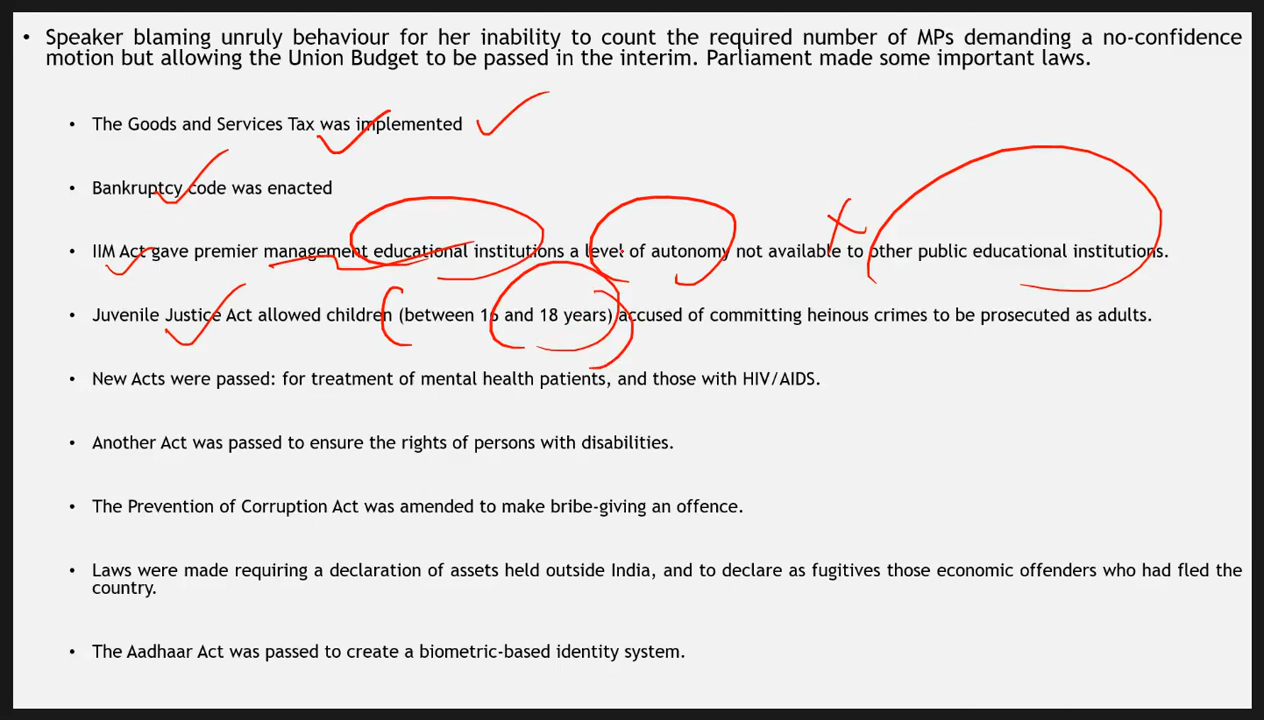 • Speaker blaming unruly behaviour for her inability to count the required number of MPs demanding a no-confidence
motion but allowing the Union Budget to be passed in the interim. Parliament made some important laws.
• The Goods and Services Tax was implemented
• Bankruptcy code was enacted
• IIM Act gave premier management educational institutions a level of autonomy not available to other public educational institutions.
• Juvenile Justice Act allowed children (between 16 and 18 years) accused of committing heinous crimes to be prosecuted as adults.
• New Acts were passed: for treatment of mental health patients, and those with HIV/AIDS.
• Another Act was passed to ensure the rights of persons with disabilities.
• The Prevention of Corruption Act was amended to make bribe-giving an offence.
• Laws were made requiring a declaration of assets held outside India, and to declare as fugitives those economic offenders who had fled the
country.
• The Aadhaar Act was passed to create a biometric-based identity system.